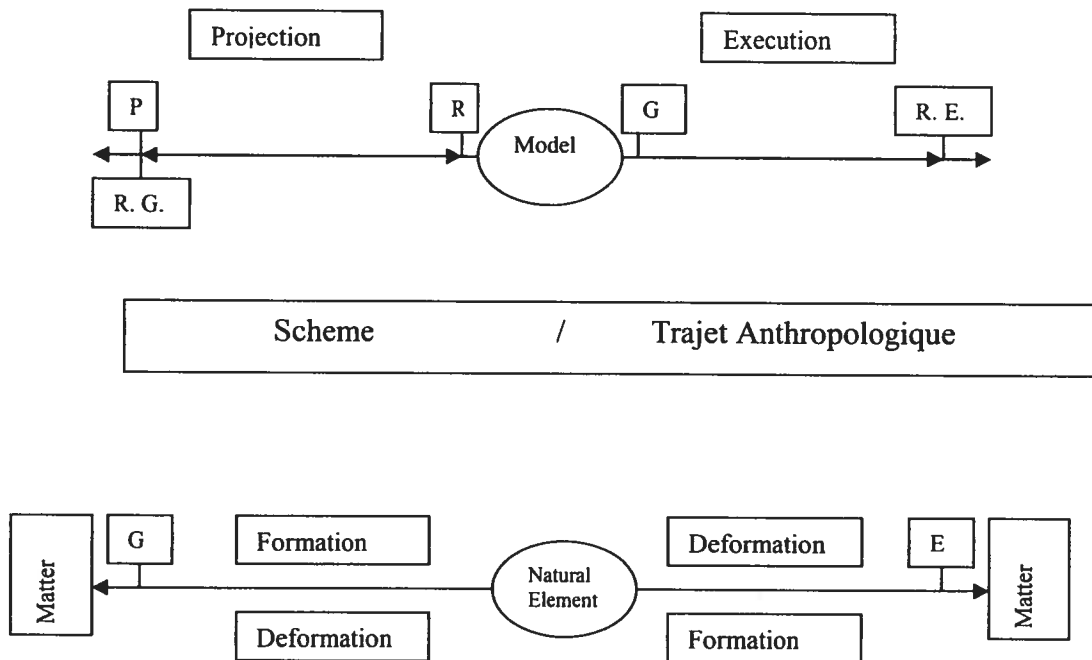 Projection
Execution
P
R
G
R. E.
Model
R. G.
Scheme / Trajet Anthropologique
Matter
G
Formation
Deformation
E
Matter
Natural
Element
Deformation
Formation